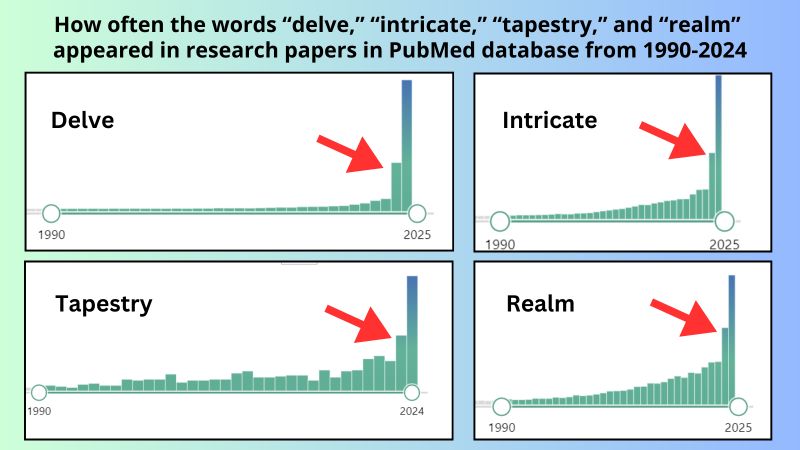 How often the words “delve,” “intricate,” “tapestry,” and “realm”
appeared in research papers in PubMed database from 1990-2024
Delve
1990
2025
Intricate
1990
2025
Tapestry
1990
2024
Realm
1990
2025